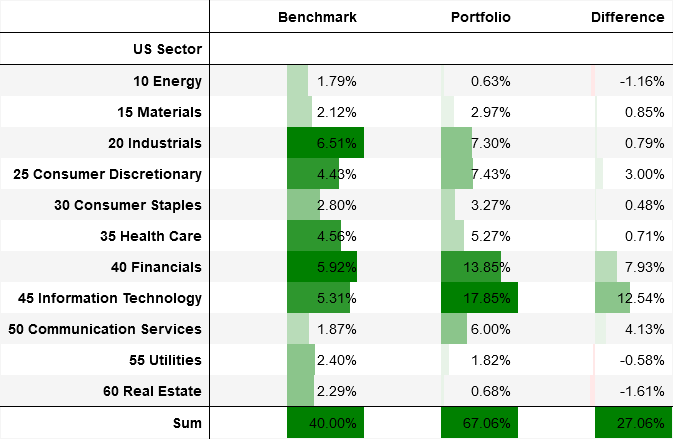 Benchmark Portfolio Difference
US Sector
10 Energy 1.79% 0.63% -1.16%
15 Materials 2.12% 2.97% 0.85%
20 Industrials 6.51% 7.30% 0.79%
25 Consumer Discretionary 4.43% 7.43% 3.00%
30 Consumer Staples 2.80% 3.27% 0.48%
35 Health Care 4.56% 5.27% 0.71%
40 Financials 5.92% 13.85% 7.93%
45 Information Technology 5.31% 17.85% 12.54%
50 Communication Services 1.87% 6.00% 4.13%
55 Utilities 2.40% 1.82% -0.58%
60 Real Estate 2.29% 0.68% -1.61%
Sum 40.00% 67.06% 27.06%